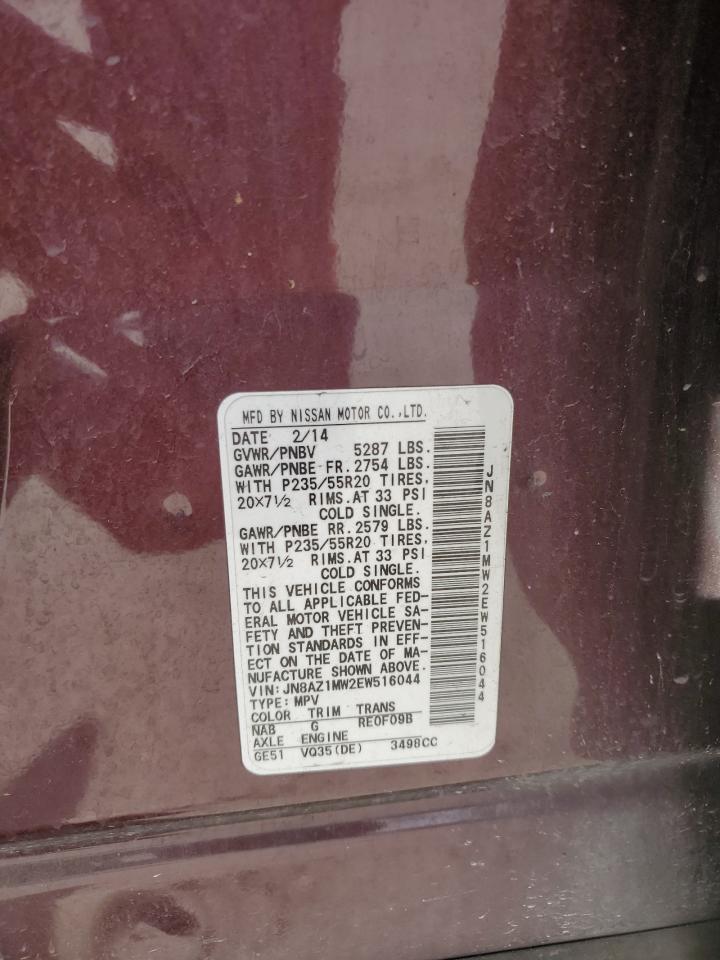 MFD BY NISSAN MOTOR CO.,LTD.
DATE 2/14
GVWR/PNBV 5287 LBS.
GAWR/PNBE FR. 2754 LBS.
WITH P235/55R20 TIRES,
20×7½ RIMS.AT 33 PSI
COLD SINGLE.
GAWR/PNBE RR. 2579 LBS.
WITH P235/55R20 TIRES,
20×7½ RIMS.AT 33 PSI
COLD SINGLE.
THIS VEHICLE CONFORMS
TO ALL APPLICABLE FED-
ERAL MOTOR VEHICLE SA-
FETY AND THEFT PREVEN-
TION STANDARDS IN EFF-
ECT ON THE DATE OF MA-
NUFACTURE SHOWN ABOVE.
VIN: JN8AZ1MW2EW516044
TYPE: MPV
COLOR TRIM TRANS
NAB G RE0F09B
AXLE ENGINE
GE51 VQ35(DE) 3498CC
JN8AZ1MW2EW516044